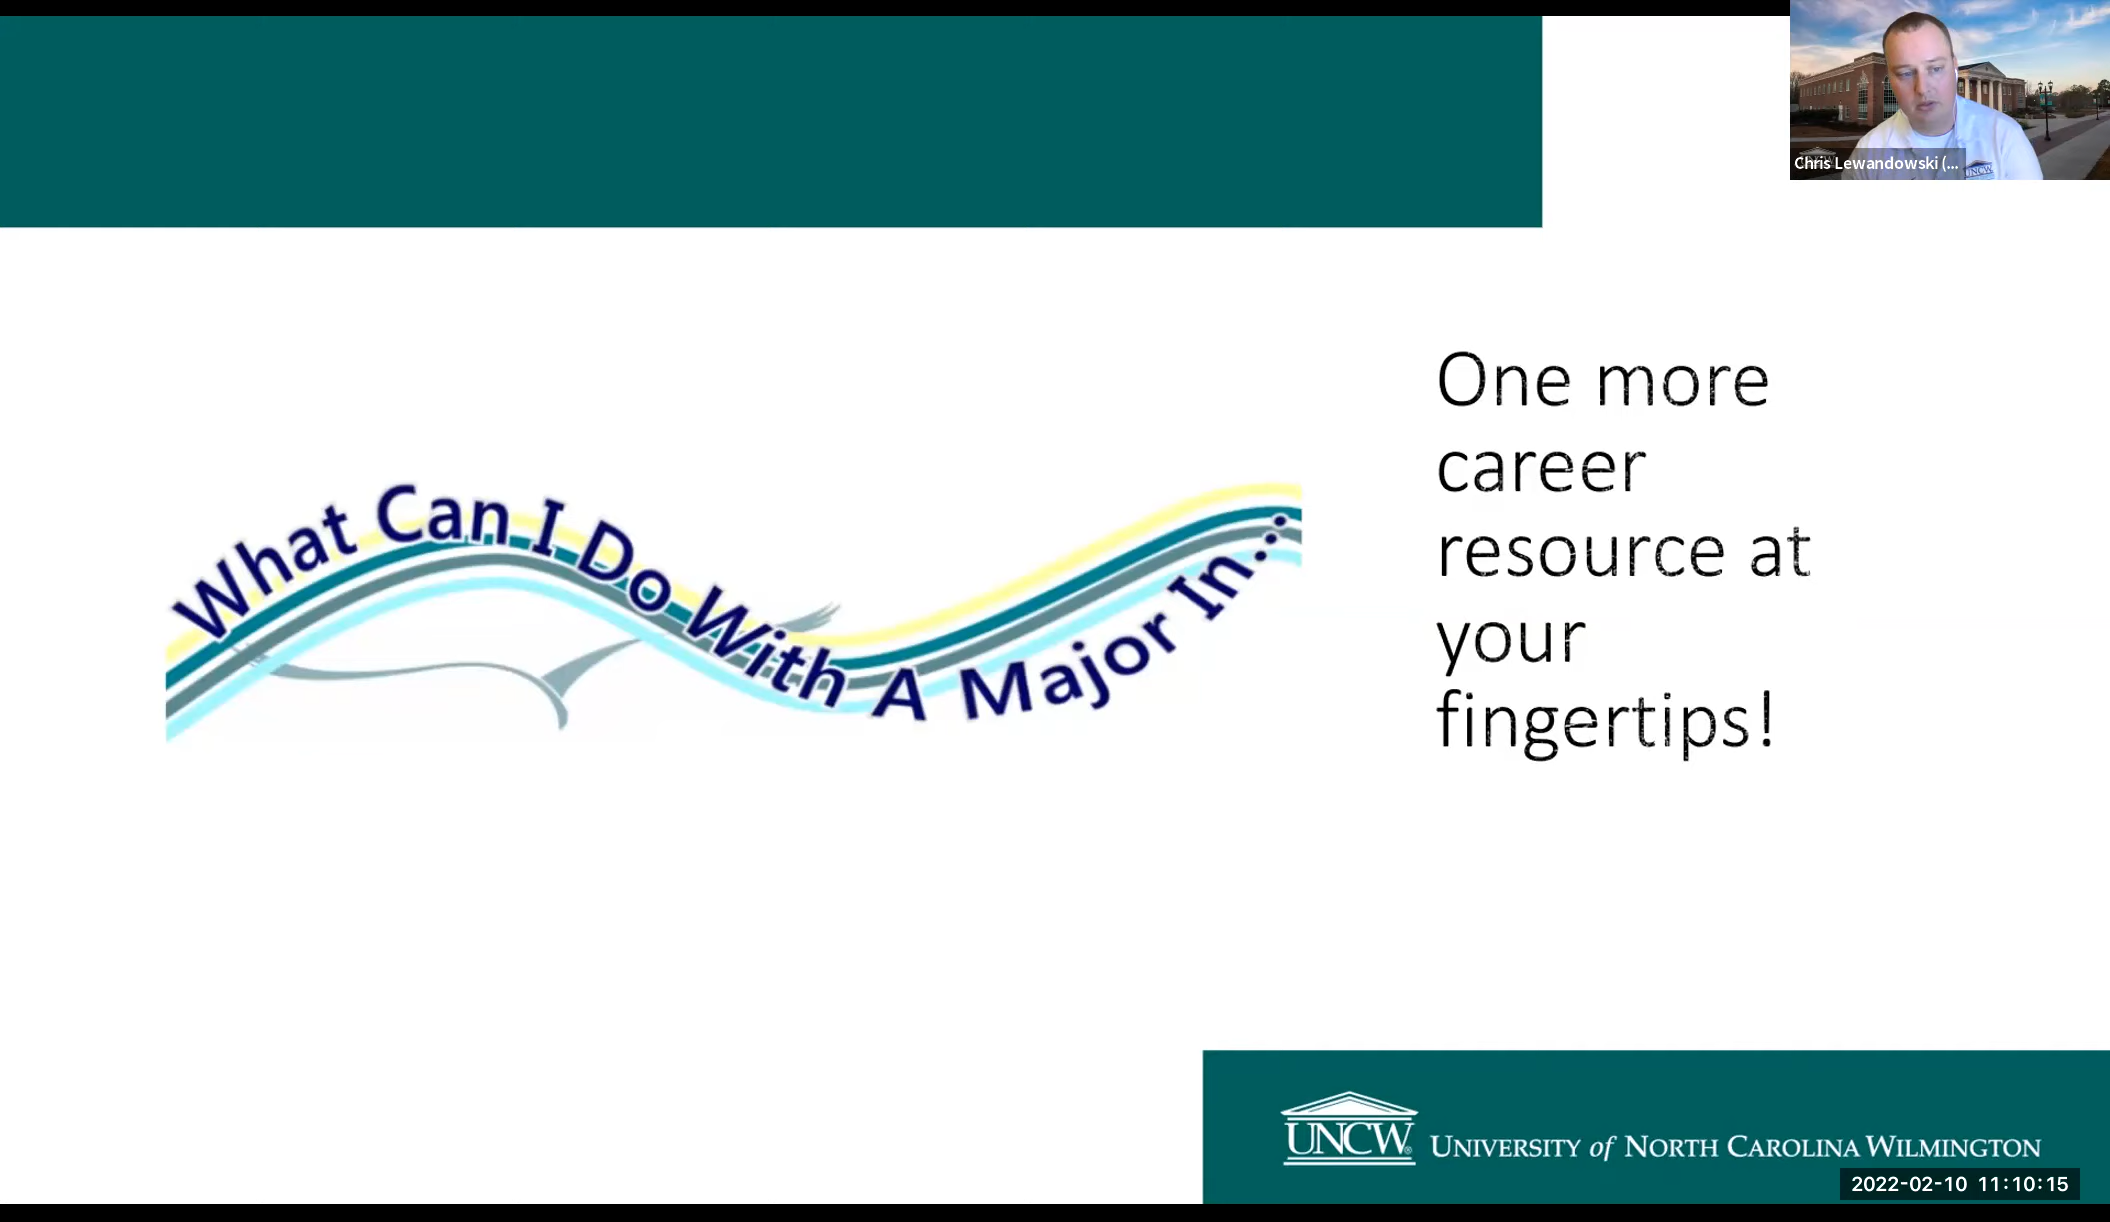 Chris Lewandowski (...
UNCW
What Can I Do With A Major In...
One more
career
resource at
your
fingertips!
UNCW® UNIVERSITY of NORTH CAROLINA WILMINGTON
2022-02-10 11:10:15